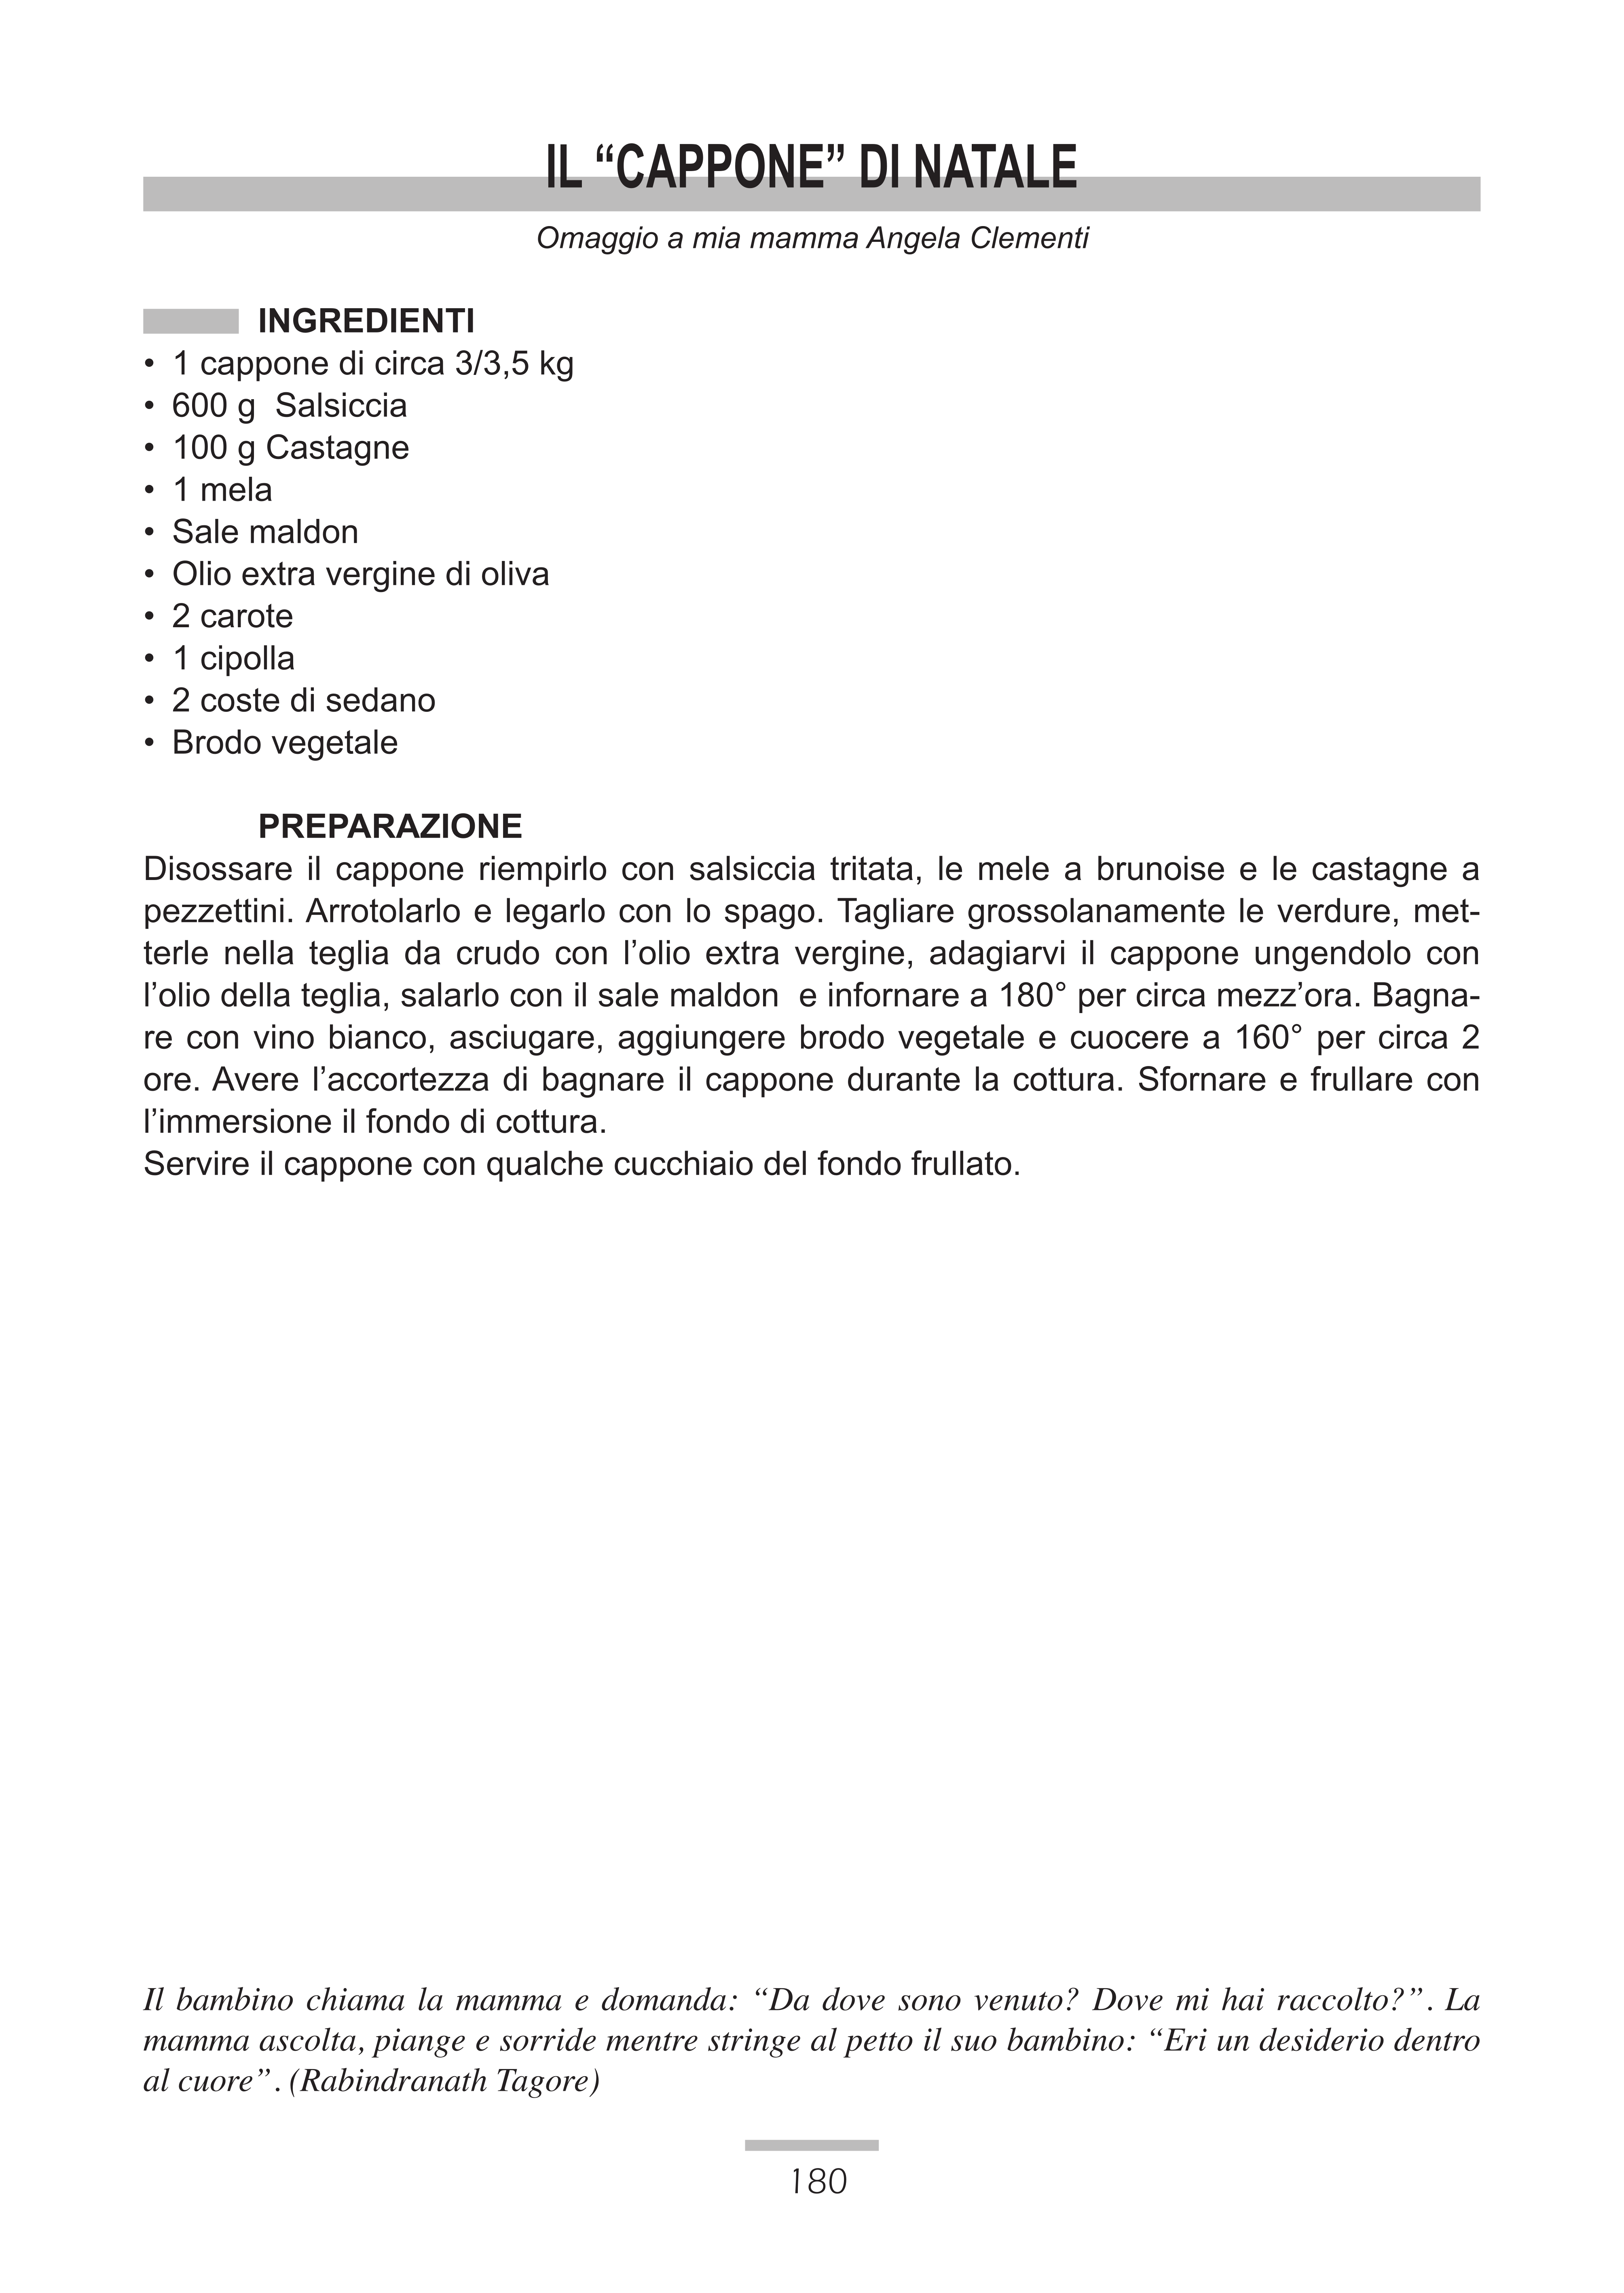 IL “CAPPONE” DI NATALE
Omaggio a mia mamma Angela Clementi
INGREDIENTI
• 1 cappone di circa 3/3,5 kg
• 600 g  Salsiccia
• 100 g Castagne
• 1 mela
• Sale maldon
• Olio extra vergine di oliva
• 2 carote
• 1 cipolla
• 2 coste di sedano
• Brodo vegetale
PREPARAZIONE
Disossare il cappone riempirlo con salsiccia tritata, le mele a brunoise e le castagne a
pezzettini. Arrotolarlo e legarlo con lo spago. Tagliare grossolanamente le verdure, met-
terle nella teglia da crudo con l’olio extra vergine, adagiarvi il cappone ungendolo con
l’olio della teglia, salarlo con il sale maldon  e infornare a 180° per circa mezz’ora. Bagna-
re con vino bianco, asciugare, aggiungere brodo vegetale e cuocere a 160° per circa 2
ore. Avere l’accortezza di bagnare il cappone durante la cottura. Sfornare e frullare con
l’immersione il fondo di cottura.
Servire il cappone con qualche cucchiaio del fondo frullato.
Il bambino chiama la mamma e domanda: “Da dove sono venuto? Dove mi hai raccolto?”. La
mamma ascolta, piange e sorride mentre stringe al petto il suo bambino: “Eri un desiderio dentro
al cuore”. (Rabindranath Tagore)
180